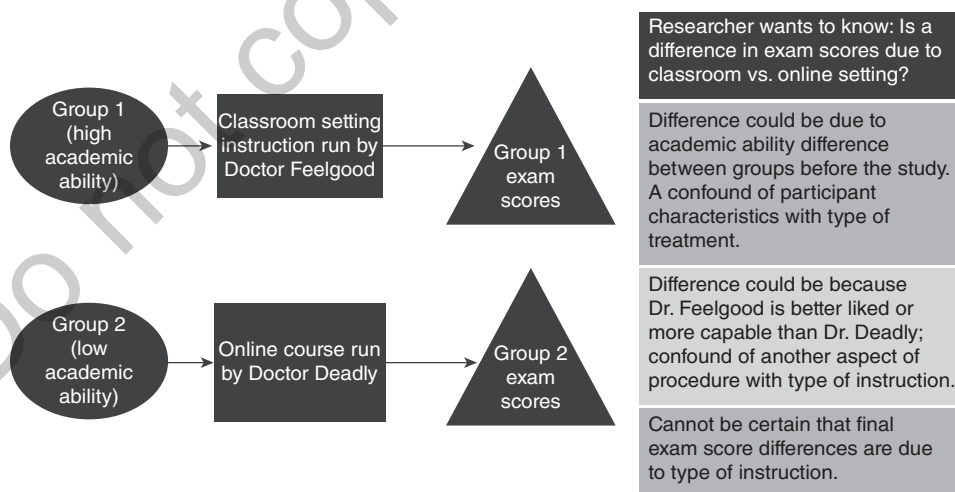 Do not cop
Group 1
(high
academic
ability)
Classroom setting
instruction run by
Doctor Feelgood
Group 1
exam
scores
Group 2
(low
academic
ability)
Online course run
by Doctor Deadly
Group 2
exam
scores
Researcher wants to know: Is a
difference in exam scores due to
classroom vs. online setting?
Difference could be due to
academic ability difference
between groups before the study.
A confound of participant
characteristics with type of
treatment.
Difference could be because
Dr. Feelgood is better liked or
more capable than Dr. Deadly;
confound of another aspect of
procedure with type of instruction.
Cannot be certain that final
exam score differences are due
to type of instruction.